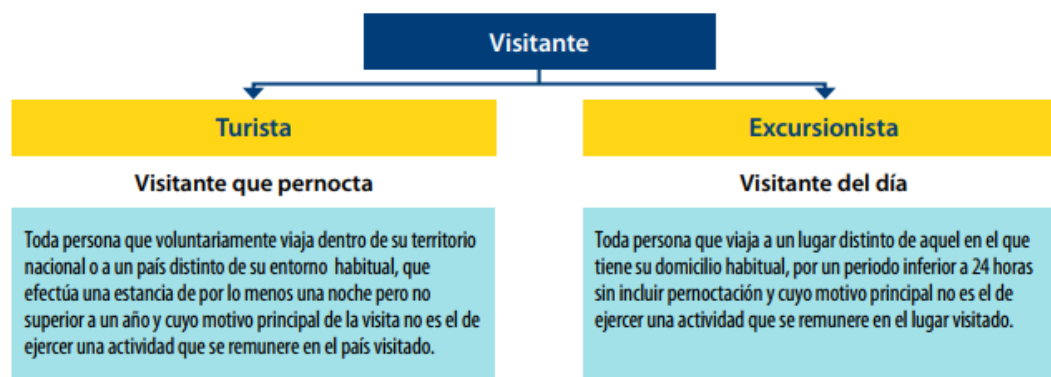 Visitante
Turista
Excursionista
Visitante que pernocta
Visitante del día
Toda persona que voluntariamente viaja dentro de su territorio
nacional o a un país distinto de su entorno habitual, que
efectúa una estancia de por lo menos una noche pero no
superior a un año y cuyo motivo principal de la visita no es el de
ejercer una actividad que se remunere en el país visitado.
Toda persona que viaja a un lugar distinto de aquel en el que
tiene su domicilio habitual, por un periodo inferior a 24 horas
sin incluir pernoctación y cuyo motivo principal no es el de
ejercer una actividad que se remunere en el lugar visitado.